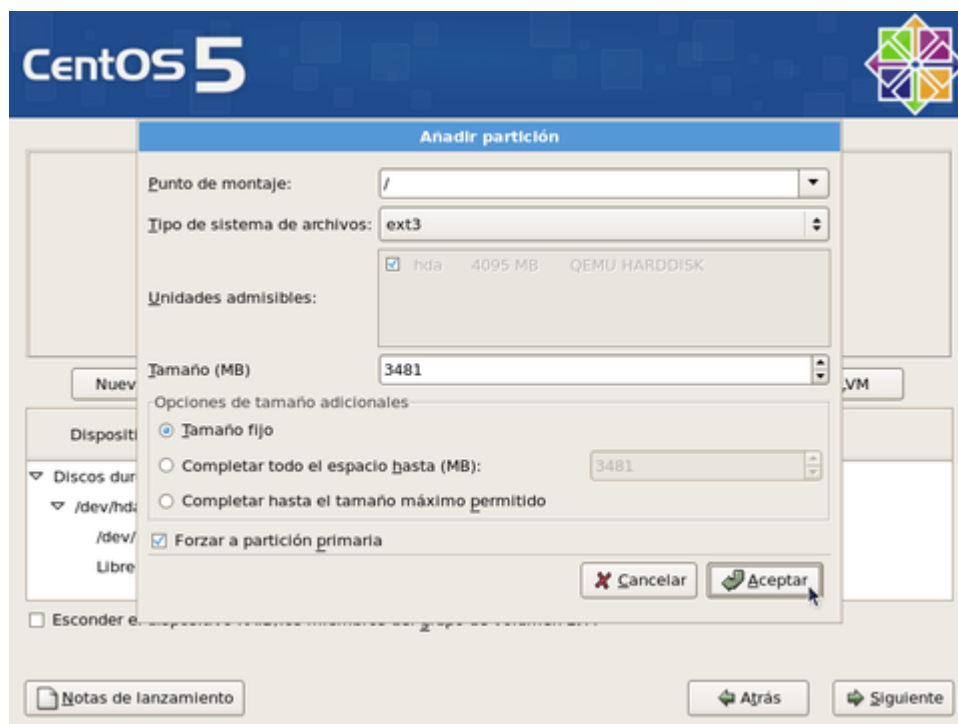 CentOS 5
Añadir partición
Punto de montaje: /
Tipo de sistema de archivos: ext3
hda 4095 MB QEMU HARDDISK
Unidades admisibles:
Tamaño (MB) 3481
Nuev
VM
Opciones de tamaño adicionales
Dispositi
Tamaño fijo
Completar todo el espacio hasta (MB): 3481
Discos dur
Completar hasta el tamaño máximo permitido
/dev/hda
/dev/
Forzar a partición primaria
Libre
Cancelar Aceptar
Esconder e
Notas de lanzamiento Atrás Siguiente